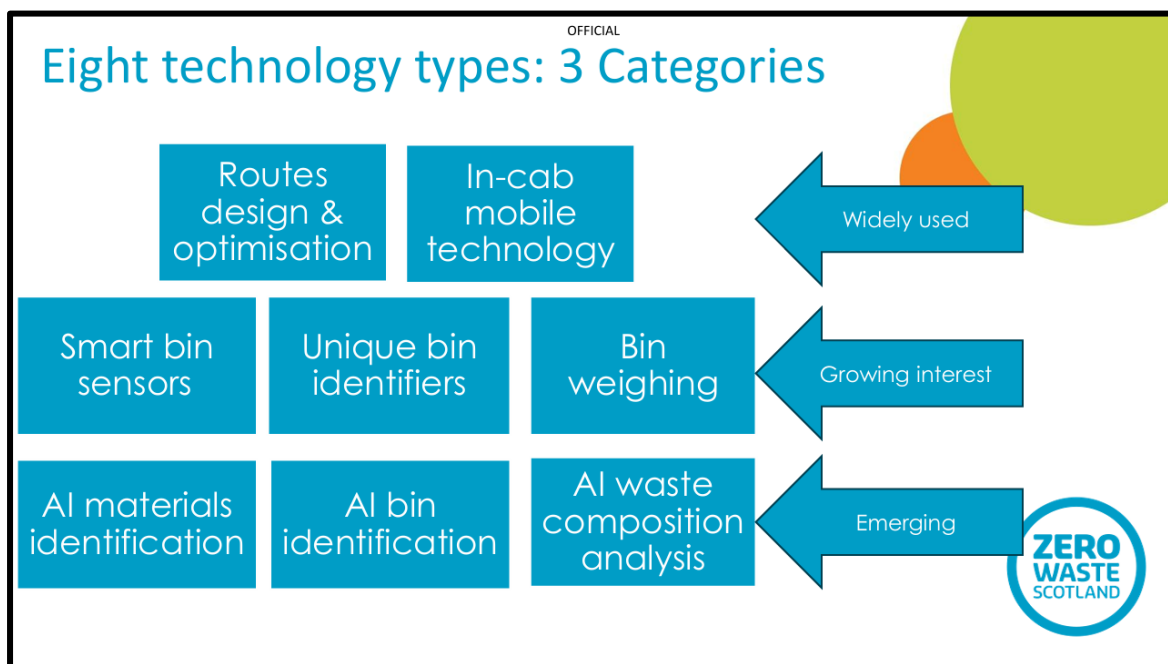 OFFICIAL
Eight technology types: 3 Categories
Routes
design &
optimisation
In-cab
mobile
technology
Widely used
Smart bin
sensors
Unique bin
identifiers
Bin
weighing
Growing interest
AI materials
identification
AI bin
identification
AI waste
composition
analysis
Emerging
ZERO
WASTE
SCOTLAND